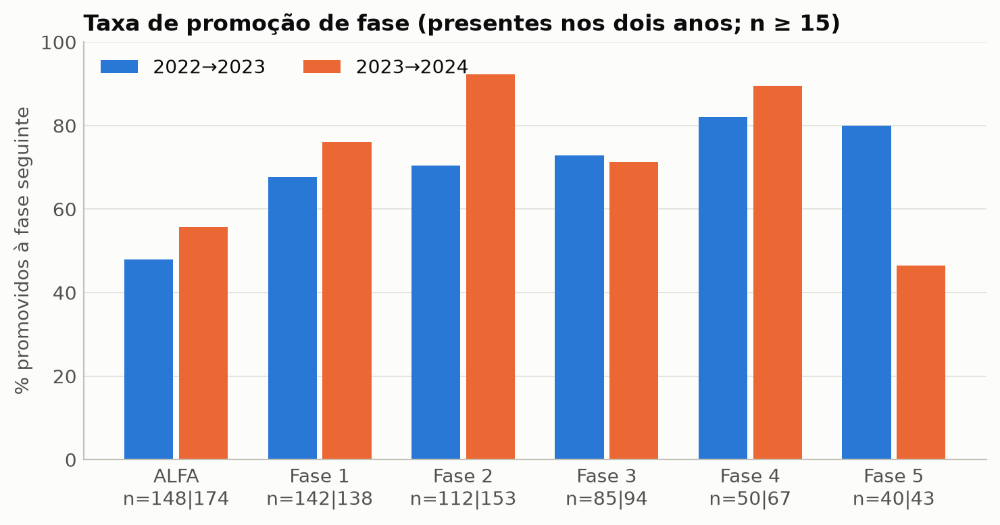 Taxa de promoção de fase (presentes nos dois anos; n ≥ 15)
2022→2023
2023→2024
% promovidos à fase seguinte
100
80
60
40
20
0
ALFA
n=148|174
Fase 1
n=142|138
Fase 2
n=112|153
Fase 3
n=85|94
Fase 4
n=50|67
Fase 5
n=40|43